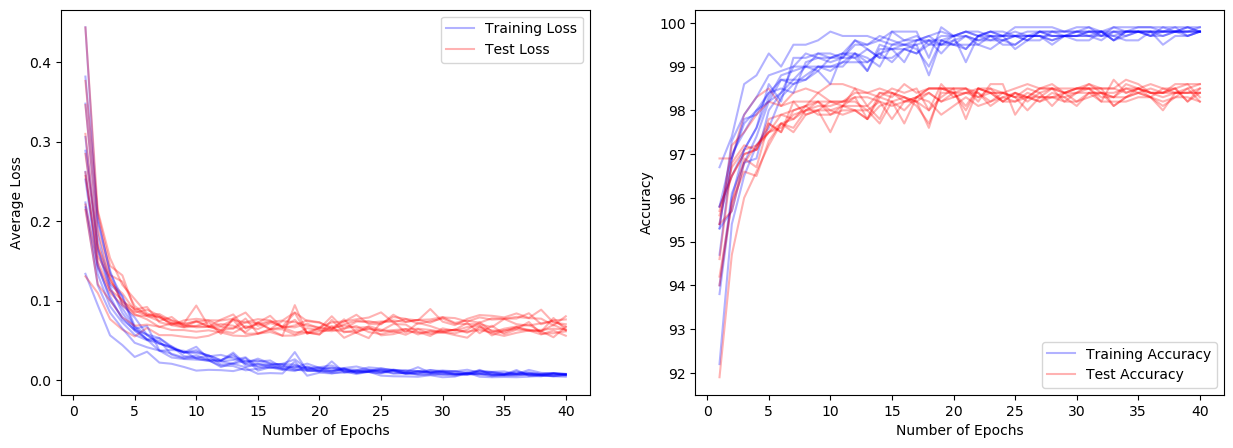 Training Loss
Test Loss
Average Loss
0.4
0.3
0.2
0.1
0.0
0 5 10 15 20 25 30 35 40
Number of Epochs
Accuracy
100
99
98
97
96
95
94
93
92
Training Accuracy
Test Accuracy
0 5 10 15 20 25 30 35 40
Number of Epochs